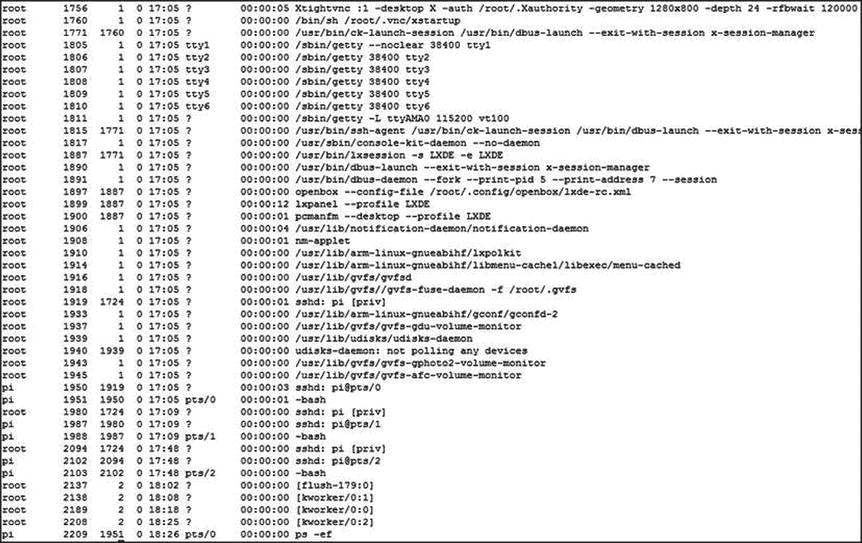 root 1756 1 0 17:05 ? 00:00:05 Xtightvnc :1 -desktop X -auth /root/.Xauthority -geometry 1280x800 -depth 24 -rfbwait 120000
root 1760 1 0 17:05 ? 00:00:00 /bin/sh /root/.vnc/xstartup
root 1771 1760 0 17:05 ? 00:00:00 /usr/bin/ck-launch-session /usr/bin/dbus-launch --exit-with-session x-session-manager
root 1805 1 0 17:05 tty1 00:00:00 /sbin/getty --noclear 38400 tty1
root 1806 1 0 17:05 tty2 00:00:00 /sbin/getty 38400 tty2
root 1807 1 0 17:05 tty3 00:00:00 /sbin/getty 38400 tty3
root 1808 1 0 17:05 tty4 00:00:00 /sbin/getty 38400 tty4
root 1809 1 0 17:05 tty5 00:00:00 /sbin/getty 38400 tty5
root 1810 1 0 17:05 tty6 00:00:00 /sbin/getty 38400 tty6
root 1811 1 0 17:05 ? 00:00:00 /sbin/getty -L ttyAMA0 115200 vt100
root 1815 1771 0 17:05 ? 00:00:00 /usr/bin/ssh-agent /usr/bin/ck-launch-session /usr/bin/dbus-launch --exit-with-session x-ses
root 1817 1 0 17:05 ? 00:00:00 /usr/sbin/console-kit-daemon --no-daemon
root 1887 1771 0 17:05 ? 00:00:00 /usr/bin/lxsession -s LXDE -e LXDE
root 1890 1 0 17:05 ? 00:00:00 /usr/bin/dbus-launch --exit-with-session x-session-manager
root 1891 1 0 17:05 ? 00:00:00 /usr/bin/dbus-daemon --fork --print-pid 5 --print-address 7 --session
root 1897 1887 0 17:05 ? 00:00:00 openbox --config-file /root/.config/openbox/lxde-rc.xml
root 1899 1887 0 17:05 ? 00:00:12 lxpanel --profile LXDE
root 1900 1887 0 17:05 ? 00:00:01 pcmanfm --desktop --profile LXDE
root 1906 1 0 17:05 ? 00:00:04 /usr/lib/notification-daemon/notification-daemon
root 1908 1 0 17:05 ? 00:00:01 nm-applet
root 1910 1 0 17:05 ? 00:00:00 /usr/lib/arm-linux-gnueabihf/lxpolkit
root 1914 1 0 17:05 ? 00:00:00 /usr/lib/arm-linux-gnueabihf/libmenu-cache1/libexec/menu-cached
root 1916 1 0 17:05 ? 00:00:00 /usr/lib/gvfs/gvfsd
root 1918 1 0 17:05 ? 00:00:00 /usr/lib/gvfs//gvfs-fuse-daemon -f /root/.gvfs
root 1919 1724 0 17:05 ? 00:00:01 sshd: pi [priv]
root 1933 1 0 17:05 ? 00:00:00 /usr/lib/arm-linux-gnueabihf/gconf/gconfd-2
root 1937 1 0 17:05 ? 00:00:00 /usr/lib/gvfs/gvfs-gdu-volume-monitor
root 1939 1 0 17:05 ? 00:00:00 /usr/lib/udisks/udisks-daemon
root 1940 1939 0 17:05 ? 00:00:00 udisks-daemon: not polling any devices
root 1943 1 0 17:05 ? 00:00:00 /usr/lib/gvfs/gvfs-gphoto2-volume-monitor
root 1945 1 0 17:05 ? 00:00:00 /usr/lib/gvfs/gvfs-afc-volume-monitor
pi 1950 1919 0 17:05 ? 00:00:03 sshd: pi@pts/0
pi 1951 1950 0 17:05 pts/0 00:00:01 -bash
root 1980 1724 0 17:09 ? 00:00:00 sshd: pi [priv]
pi 1987 1980 0 17:09 ? 00:00:00 sshd: pi@pts/1
pi 1988 1987 0 17:09 pts/1 00:00:00 -bash
root 2094 1724 0 17:48 ? 00:00:00 sshd: pi [priv]
pi 2102 2094 0 17:48 ? 00:00:00 sshd: pi@pts/2
pi 2103 2102 0 17:48 pts/2 00:00:00 -bash
root 2137 2 0 18:02 ? 00:00:00 [flush-179:0]
root 2138 2 0 18:08 ? 00:00:00 [kworker/0:1]
root 2189 2 0 18:18 ? 00:00:00 [kworker/0:0]
root 2208 2 0 18:25 ? 00:00:00 [kworker/0:2]
pi 2209 1951 0 18:26 pts/0 00:00:00 ps -ef